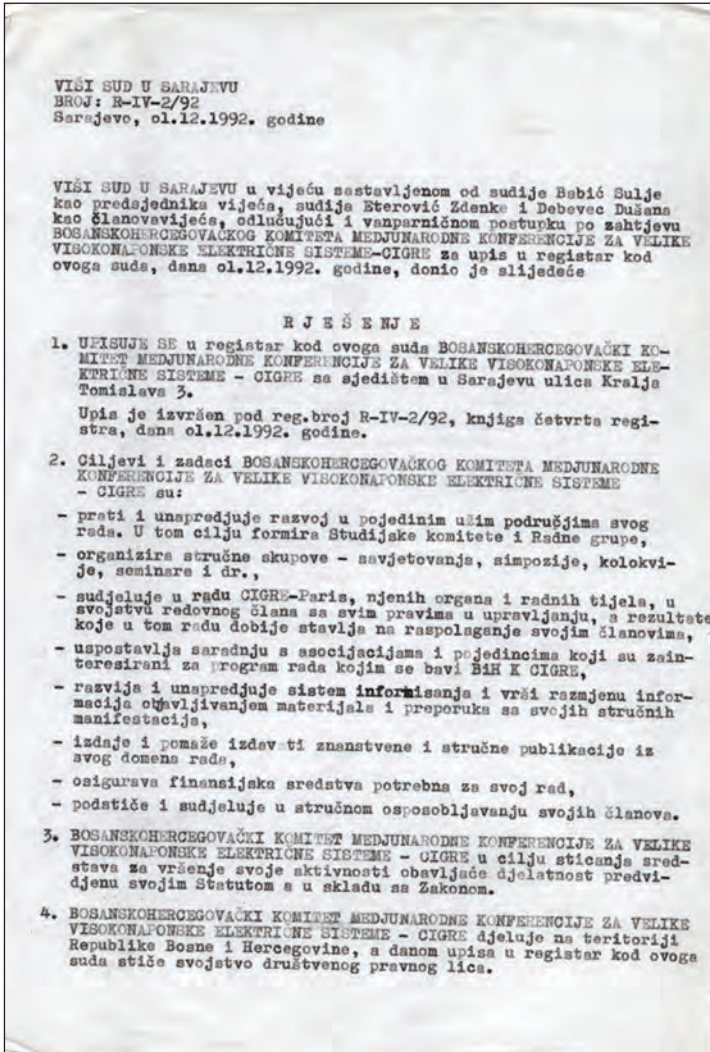 VIŠI SUD U SARAJEVU
BROJ: R-IV-2/92
Sarajevo, ol.12.1992. godine
VIŠI SUD U SARAJEVU u vijeću sastavljenom od sudije Babić Sulje
kao predsjednika vijeća, sudija Eterović Zdenke i Debevec Dušana
kao članovavijeća, odlučujući i vanparničnom postupku po zahtjevu
BOSANSKOHERCEGOVAČKOG KOMITETA MEDJUNARODNE KONFERENCIJE ZA VELIKE
VISOKONAPONSKE ELEKTRIČNE SISTEME-CIGRE za upis u registar kod
ovoga suda, dana ol.12.1992. godine, donio je slijedeće
R J E Š E NJ E
1. UPISUJE SE u registar kod ovoga suda BOSANSKOHERCEGOVAČKI KO-
MITET MEDJUNARODNE KONFERENCIJE ZA VELIKE VISOKONAPONSKE ELE-
KTRIČNE SISTEME - CIGRE sa sjedištem u Sarajevu ulica Kralja
Tomislava 3.
Upis je izvršen pod reg.broj R-IV-2/92, knjiga četvrta regi-
stra, dana ol.12.1992. godine.
2. Ciljevi i zadaci BOSANSKOHERCEGOVAČKOG KOMITETA MEDJUNARODNE
KONFERENCIJE ZA VELIKE VISOKONAPONSKE ELEKTRIČNE SISTEME
- CIGRE su:
- prati i unapredjuje razvoj u pojedinim užim područjima svog
rada. U tom cilju formira Studijske komitete i Radne grupe,
- organizira stručne skupove - savjetovanja, simpozije, kolokvi-
je, seminare i dr.,
- sudjeluje u radu CIGRE-Paris, njenih organa i radnih tijela, u
svojstvu redovnog člana sa svim pravima u upravljanju, a rezultate
koje u tom radu dobije stavlja na raspolaganje svojim članovima,
- uspostavlja saradnju s asocijacijama i pojedincima koji su zain-
teresirani za program rada kojim se bavi BiH K CIGRE,
- razvija i unapredjuje sistem informisanja i vrši razmjenu infor-
macija objavljivanjem materijala i preporuka sa svojih stručnih
manifestacija,
- izdaje i pomaže izdavati znanstvene i stručne publikacije iz
svog domena rada,
- osigurava finansijska sredstva potrebna za svoj rad,
- podstiče i sudjeluje u stručnom osposobljavanju svojih članova.
3. BOSANSKOHERCEGOVAČKI KOMITET MEDJUNARODNE KONFERENCIJE ZA VELIKE
VISOKONAPONSKE ELEKTRIČNE SISTEME - CIGRE u cilju sticanja sred-
stava za vršenje svoje aktivnosti obavljaće djelatnost predvi-
djenu svojim Statutom a u skladu sa Zakonom.
4. BOSANSKOHERCEGOVAČKI KOMITET MEDJUNARODNE KONFERENCIJE ZA VELIKE
VISOKONAPONSKE ELEKTRIČNE SISTEME - CIGRE djeluje na teritoriji
Republike Bosne i Hercegovine, a danom upisa u registar kod ovoga
suda stiče svojstvo društvenog pravnog lica.